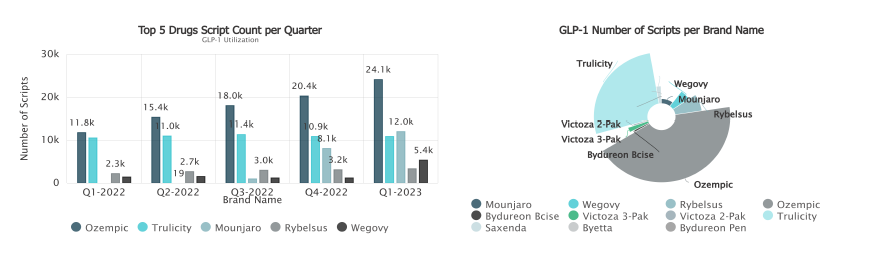 Top 5 Drugs Script Count per Quarter
GLP-1 Utilization
Number of Scripts
30k
20k
10k
0
11.8k
2.3k
15.4k
11.0k
19
2.7k
18.0k
11.4k
3.0k
20.4k
10.9k
8.1k
3.2k
24.1k
12.0k
5.4k
Q1-2022 Q2-2022 Q3-2022 Q4-2022 Q1-2023
Brand Name
Ozempic Trulicity Mounjaro Rybelsus Wegovy
GLP-1 Number of Scripts per Brand Name
Trulicity
Wegovy
Mounjaro
Rybelsus
Victoza 2-Pak
Victoza 3-Pak
Bydureon Bcise
Ozempic
Mounjaro Wegovy Rybelsus Ozempic
Bydureon Bcise Victoza 3-Pak Victoza 2-Pak Trulicity
Saxenda Byetta Bydureon Pen